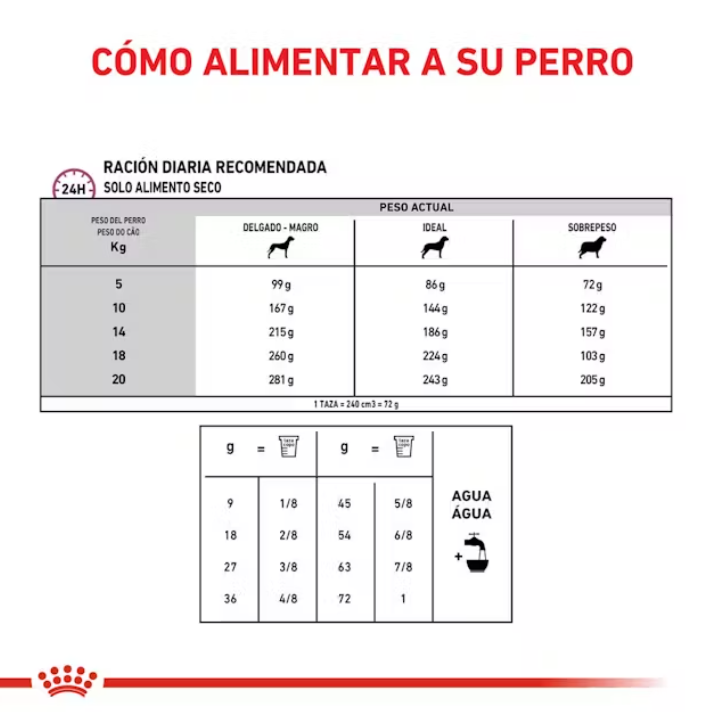 CÓMO ALIMENTAR A SU PERRO
24H
RACIÓN DIARIA RECOMENDADA
SOLO ALIMENTO SECO
PESO ACTUAL
PESO DEL PERRO
PESO DO CÃO
Kg
DELGADO - MAGRO IDEAL SOBREPESO
5 99 g 86 g 72 g
10 167 g 144 g 122 g
14 215 g 186 g 157 g
18 260 g 224 g 103 g
20 281 g 243 g 205 g
1 TAZA = 240 cm3 = 72 g
g = g =
9 1/8 45 5/8
18 2/8 54 6/8
27 3/8 63 7/8
36 4/8 72 1
AGUA
ÁGUA
+